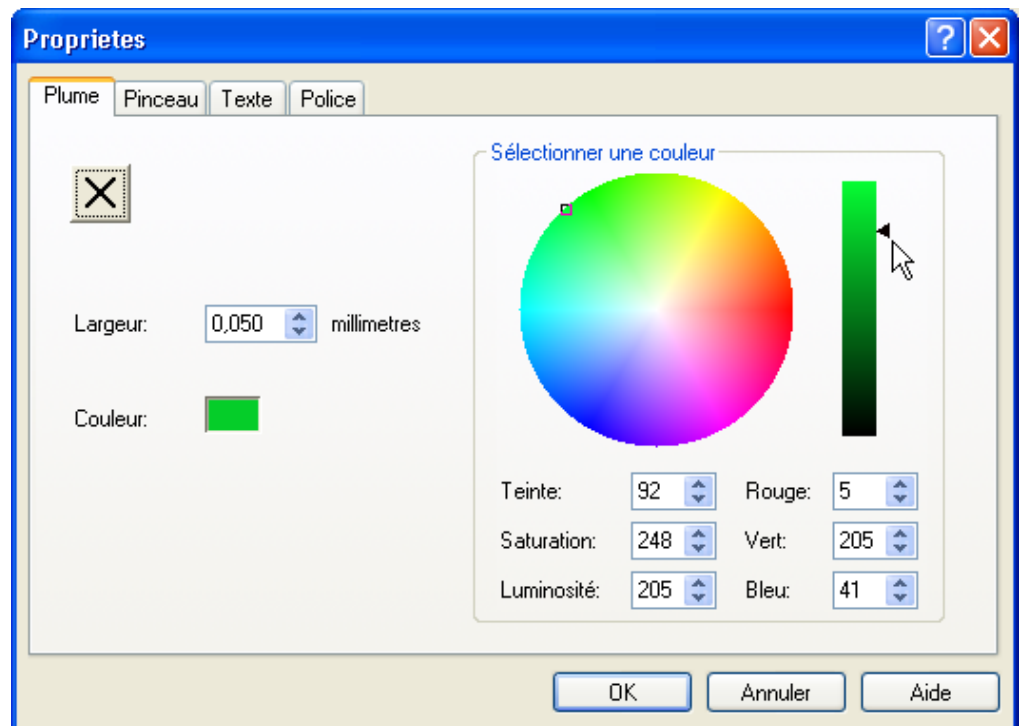 Proprietes
Plume Pinceau Texte Police
Sélectionner une couleur
Largeur: 0,050 millimetres
Couleur:
Teinte: 92 Rouge: 5
Saturation: 248 Vert: 205
Luminosité: 205 Bleu: 41
OK Annuler Aide